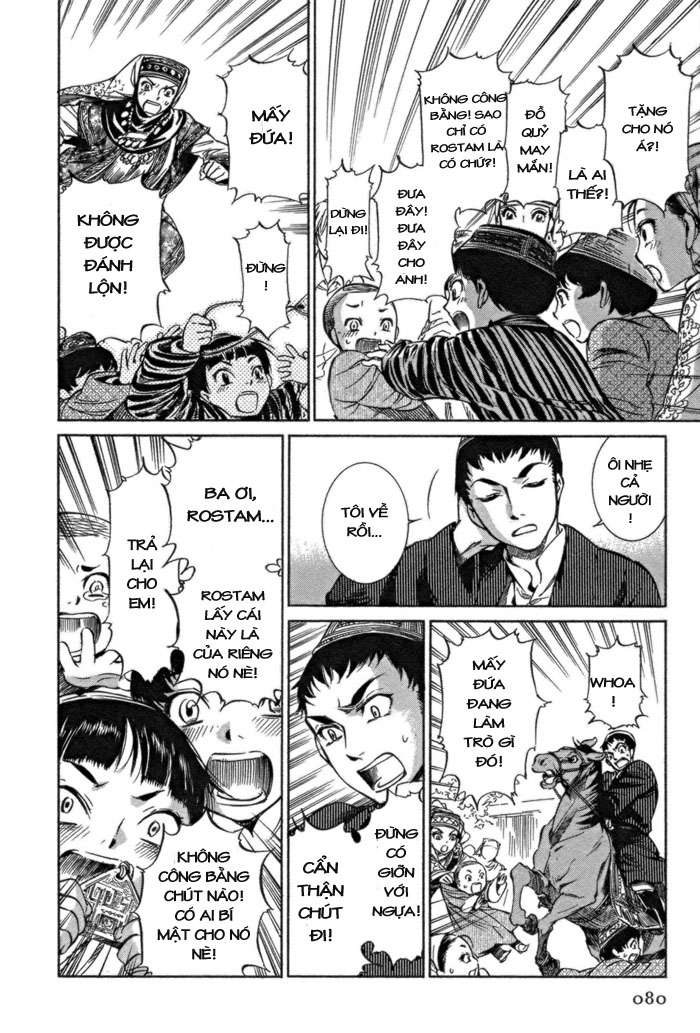 TẶNG
CHO NÓ
Á?!
LÀ AI
THẾ?!
ĐỒ
QUỶ
MAY
MẮN!
KHÔNG CÔNG
BẰNG! SAO
CHỈ CÓ
ROSTAM LÀ
CÓ CHỨ?!
ĐƯA
ĐÂY!
ĐƯA
ĐÂY CHO
ANH!
DỪNG
LẠI ĐI!
MẤY
ĐỨA!
ĐỪNG
!
KHÔNG
ĐƯỢC
ĐÁNH
LỘN!
ÔI NHẸ
CẢ
NGƯỜI
!
TÔI VỀ
RỒI...
BA ƠI,
ROSTAM...
TRẢ
LẠI
CHO
EM!
ROSTAM
LẤY CÁI
NÀY LÀ
CỦA RIÊNG
NÓ NÈ!
KHÔNG
CÔNG BẰNG
CHÚT NÀO!
CÓ AI BÍ
MẬT CHO NÓ
NÈ!
WHOA
!
MẤY
ĐỨA
ĐANG
LÀM
TRÒ GÌ
ĐÓ!
ĐỪNG
CÓ
GIỠN
VỚI
NGỰA!
CẨN
THẬN
CHÚT
ĐI!
080